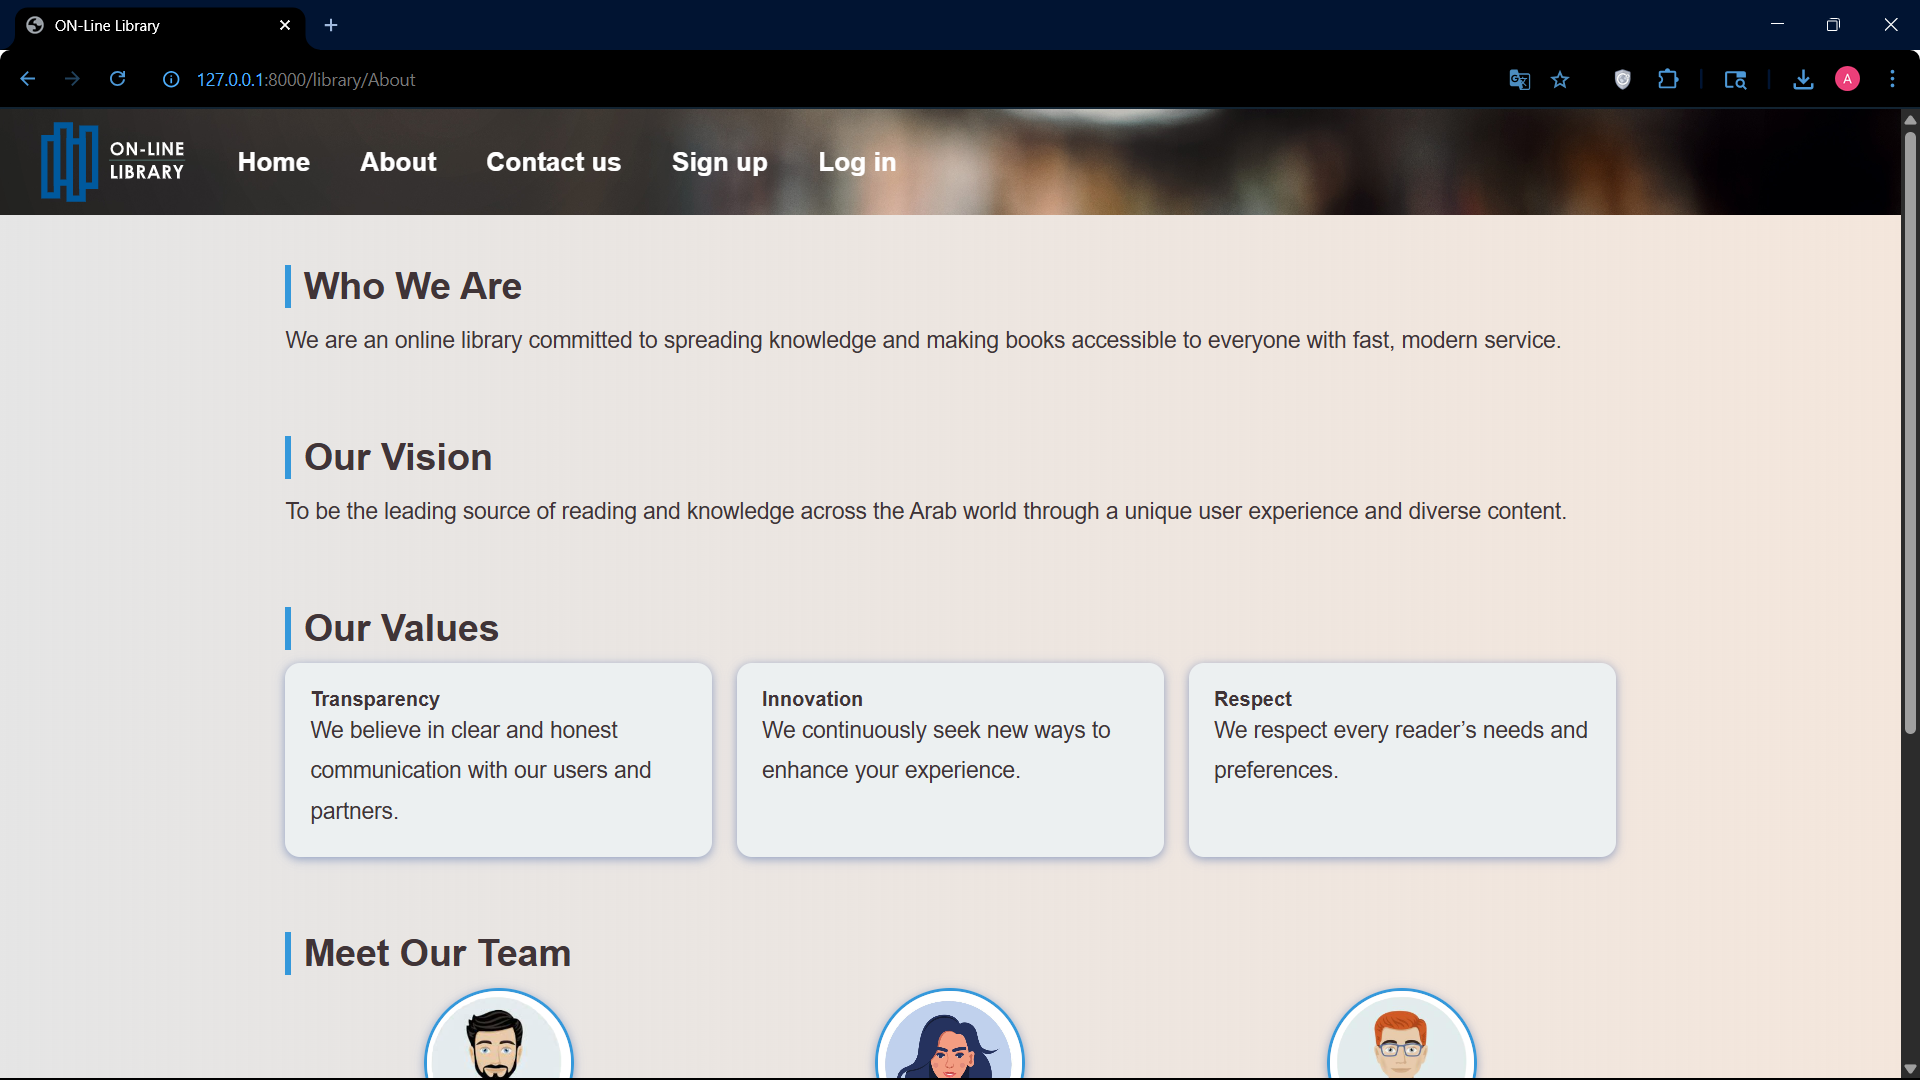 ON-Line Library
127.0.0.1:8000/library/About
A
ON-LINE
LIBRARY
Home About Contact us Sign up Log in
Who We Are
We are an online library committed to spreading knowledge and making books accessible to everyone with fast, modern service.
Our Vision
To be the leading source of reading and knowledge across the Arab world through a unique user experience and diverse content.
Our Values
Transparency
We believe in clear and honest
communication with our users and
partners.
Innovation
We continuously seek new ways to
enhance your experience.
Respect
We respect every reader’s needs and
preferences.
Meet Our Team